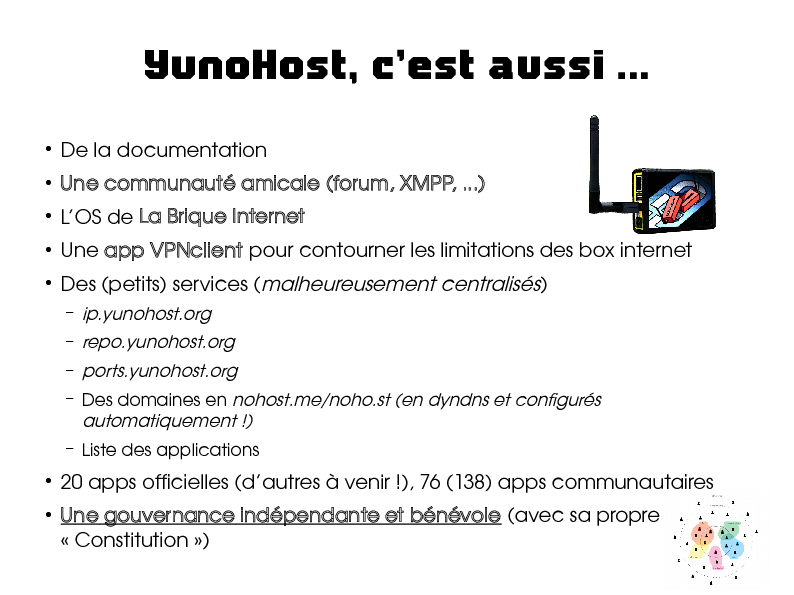 YunoHost, c’est aussi ...
• De la documentation
• Une communauté amicale (forum, XMPP, ...)
• L’OS de La Brique Internet
• Une app VPNclient pour contourner les limitations des box internet
• Des (petits) services (malheureusement centralisés)
– ip.yunohost.org
– repo.yunohost.org
– ports.yunohost.org
– Des domaines en nohost.me/noho.st (en dyndns et configurés
automatiquement !)
– Liste des applications
• 20 apps officielles (d’autres à venir !), 76 (138) apps communautaires
• Une gouvernance indépendante et bénévole (avec sa propre
« Constitution »)